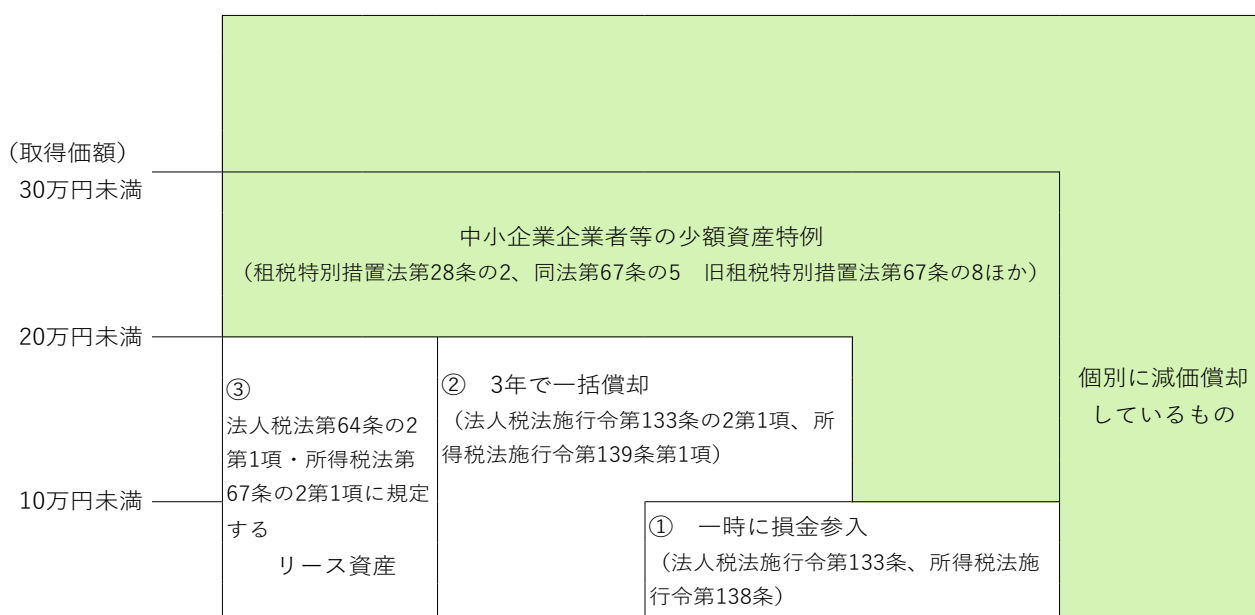 (取得価額)
30万円未満
中小企業企業者等の少額資産特例
(租税特別措置法第28条の2、同法第67条の5　旧租税特別措置法第67条の8ほか)
20万円未満
③
法人税法第64条の2
第1項・所得税法第
67条の2第1項に規定
する
リース資産
②　3年で一括償却
(法人税法施行令第133条の2第1項、所
得税法施行令第139条第1項)
個別に減価償却
しているもの
10万円未満
①　一時に損金参入
(法人税法施行令第133条、所得税法施
行令第138条)